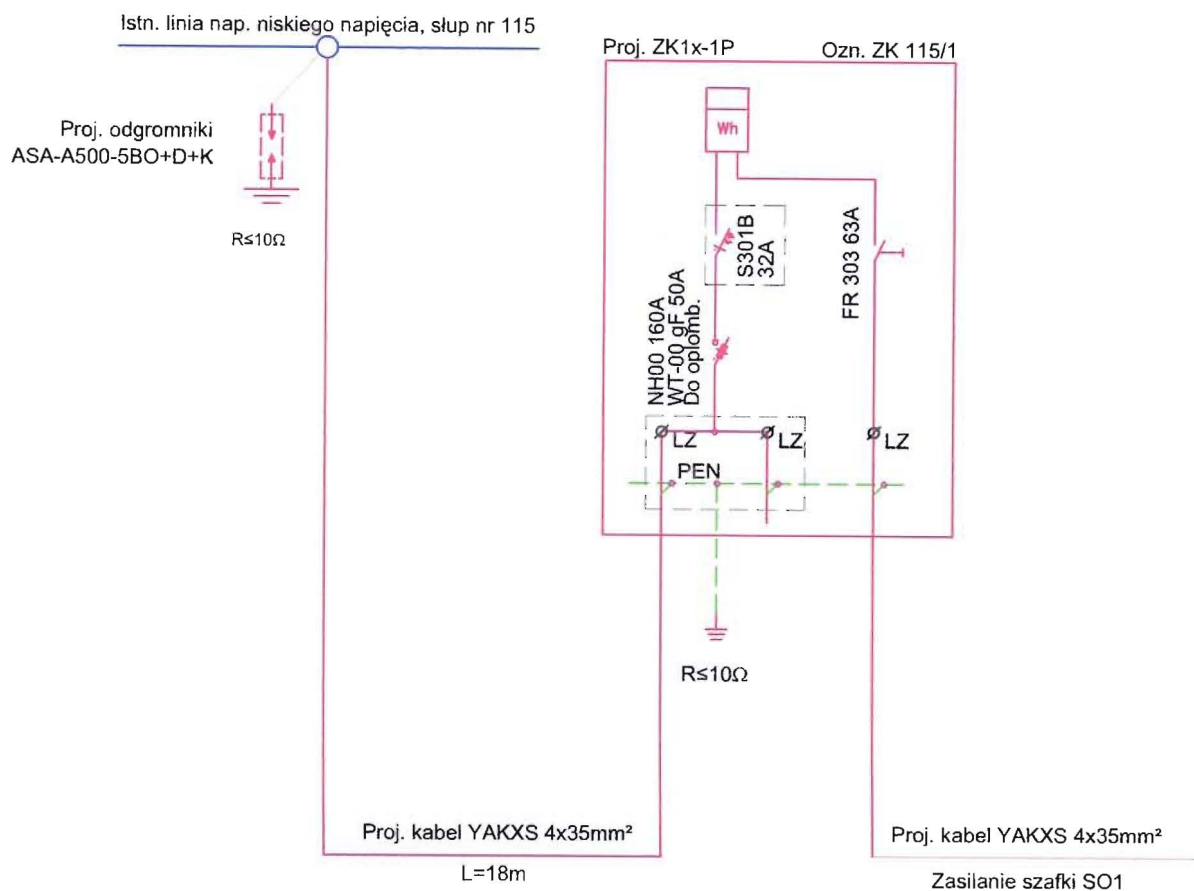 Istn. linia nap. niskiego napięcia, słup nr 115
Proj. odgromniki
ASA-A500-5BO+D+K
R≤10Ω
Proj. ZK1x-1P
Ozn. ZK 115/1
Wh
S301B
32A
FR 303 63A
NH00 160A
WT-00 gF 50A
Do oplomb.
LZ
LZ
LZ
PEN
R≤10Ω
Proj. kabel YAKXS 4x35mm²
L=18m
Proj. kabel YAKXS 4x35mm²
Zasilanie szafki SO1